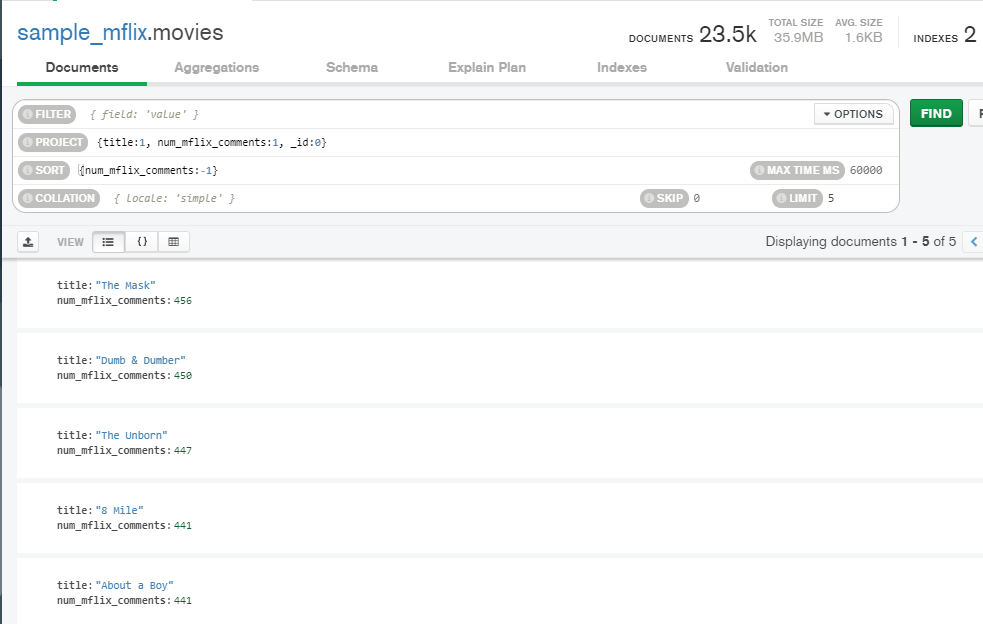 sample_mflix.movies
DOCUMENTS 23.5k TOTAL SIZE 35.9MB AVG. SIZE 1.6KB INDEXES 2
Documents Aggregations Schema Explain Plan Indexes Validation
FILTER { field: 'value' } OPTIONS FIND
PROJECT {title:1, num_mflix_comments:1, _id:0}
SORT {num_mflix_comments:-1} MAX TIME MS 60000
COLLATION { locale: 'simple' } SKIP 0 LIMIT 5
VIEW {} Displaying documents 1 - 5 of 5
title: "The Mask"
num_mflix_comments: 456
title: "Dumb & Dumber"
num_mflix_comments: 450
title: "The Unborn"
num_mflix_comments: 447
title: "8 Mile"
num_mflix_comments: 441
title: "About a Boy"
num_mflix_comments: 441